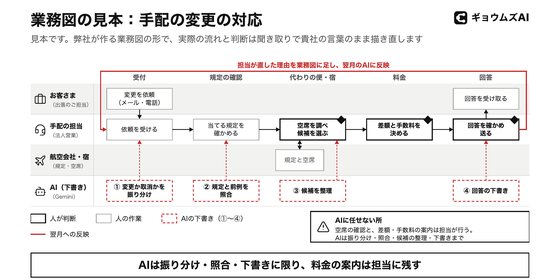 業務図の見本：手配の変更の対応
ギョウムズAI
見本です。弊社が作る業務図の形で、実際の流れと判断は聞き取りで貴社の言葉のまま描き直します
担当が直した理由を業務図に足し、翌月のAIに反映
受付
規定の確認
代わりの便・宿
料金
回答
お客さま
（出張のご担当）
変更を依頼
（メール・電話）
回答を受け取る
手配の担当
（法人営業）
依頼を受ける
当てる規定を
確かめる
空席を調べ
候補を選ぶ
差額と手数料を
決める
回答を確かめ
送る
航空会社・宿
（規定・空席）
規定と空席
AI（下書き）
（Gemini）
① 変更か取消かを
振り分け
② 規定と前例を
照合
③ 候補を整理
④ 回答の下書き
人が判断
人の作業
AIの下書き（①〜④）
翌月への反映
AIに任せない所
空席の確認と、差額・手数料の案内は担当が行う。
AIは振り分け・照合・候補の整理・下書きまで
AIは振り分け・照合・下書きに限り、料金の案内は担当に残す